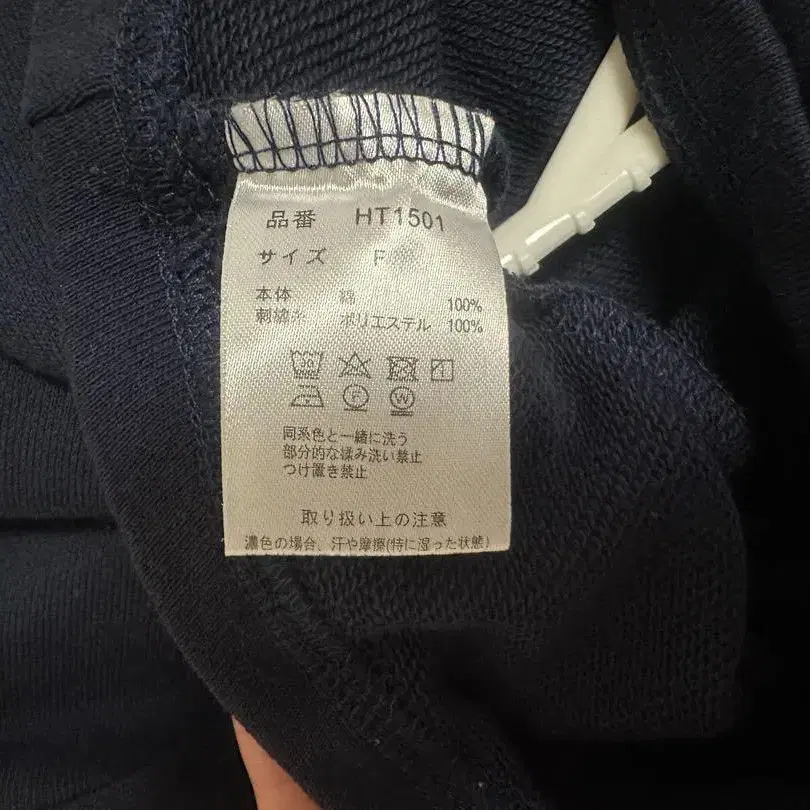 品番 HT1501
サイズ F
本体 綿 100%
刺繍糸 ポリエステル 100%
30
F W
同系色と一緒に洗う
部分的な揉み洗い禁止
つけ置き禁止
取り扱い上の注意
濃色の場合、汗や摩擦(特に湿った状態)